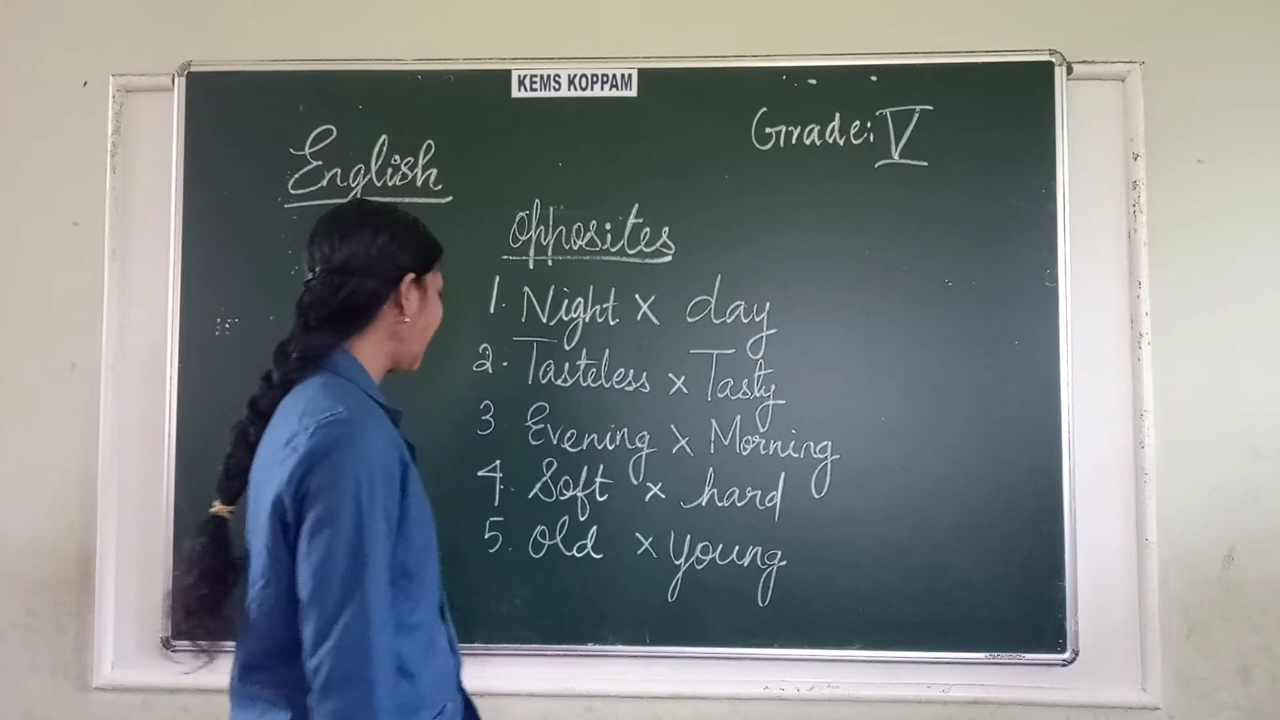 KEMS KOPPAM
English
Grade: V
opposites
1. Night X day
2. Tasteless X Tasty
3 Evening X Morning
4. Soft X hard
5. Old X young